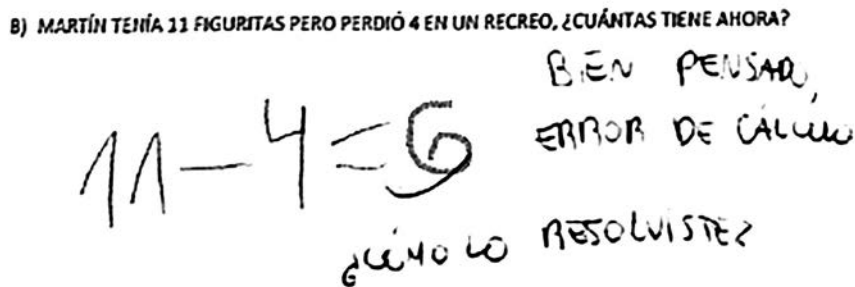 B) MARTÍN TENÍA 11 FIGURITAS PERO PERDIÓ 4 EN UN RECREO, ¿CUÁNTAS TIENE AHORA?
BIEN PENSADO,
ERROR DE CÁLCULO
11-4=6
¿CÓMO LO RESOLVISTE?